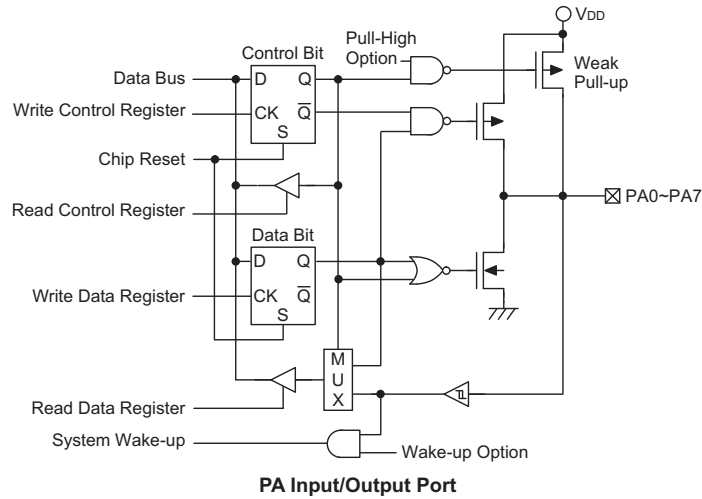 VDD
Control Bit
Pull-High
Option
Weak
Pull-up
Data Bus
D
Q
Write Control Register
CK
Q̅
S
Chip Reset
PA0~PA7
Read Control Register
Data Bit
D
Q
Write Data Register
CK
Q̅
S
M
U
X
Read Data Register
System Wake-up
Wake-up Option
PA Input/Output Port